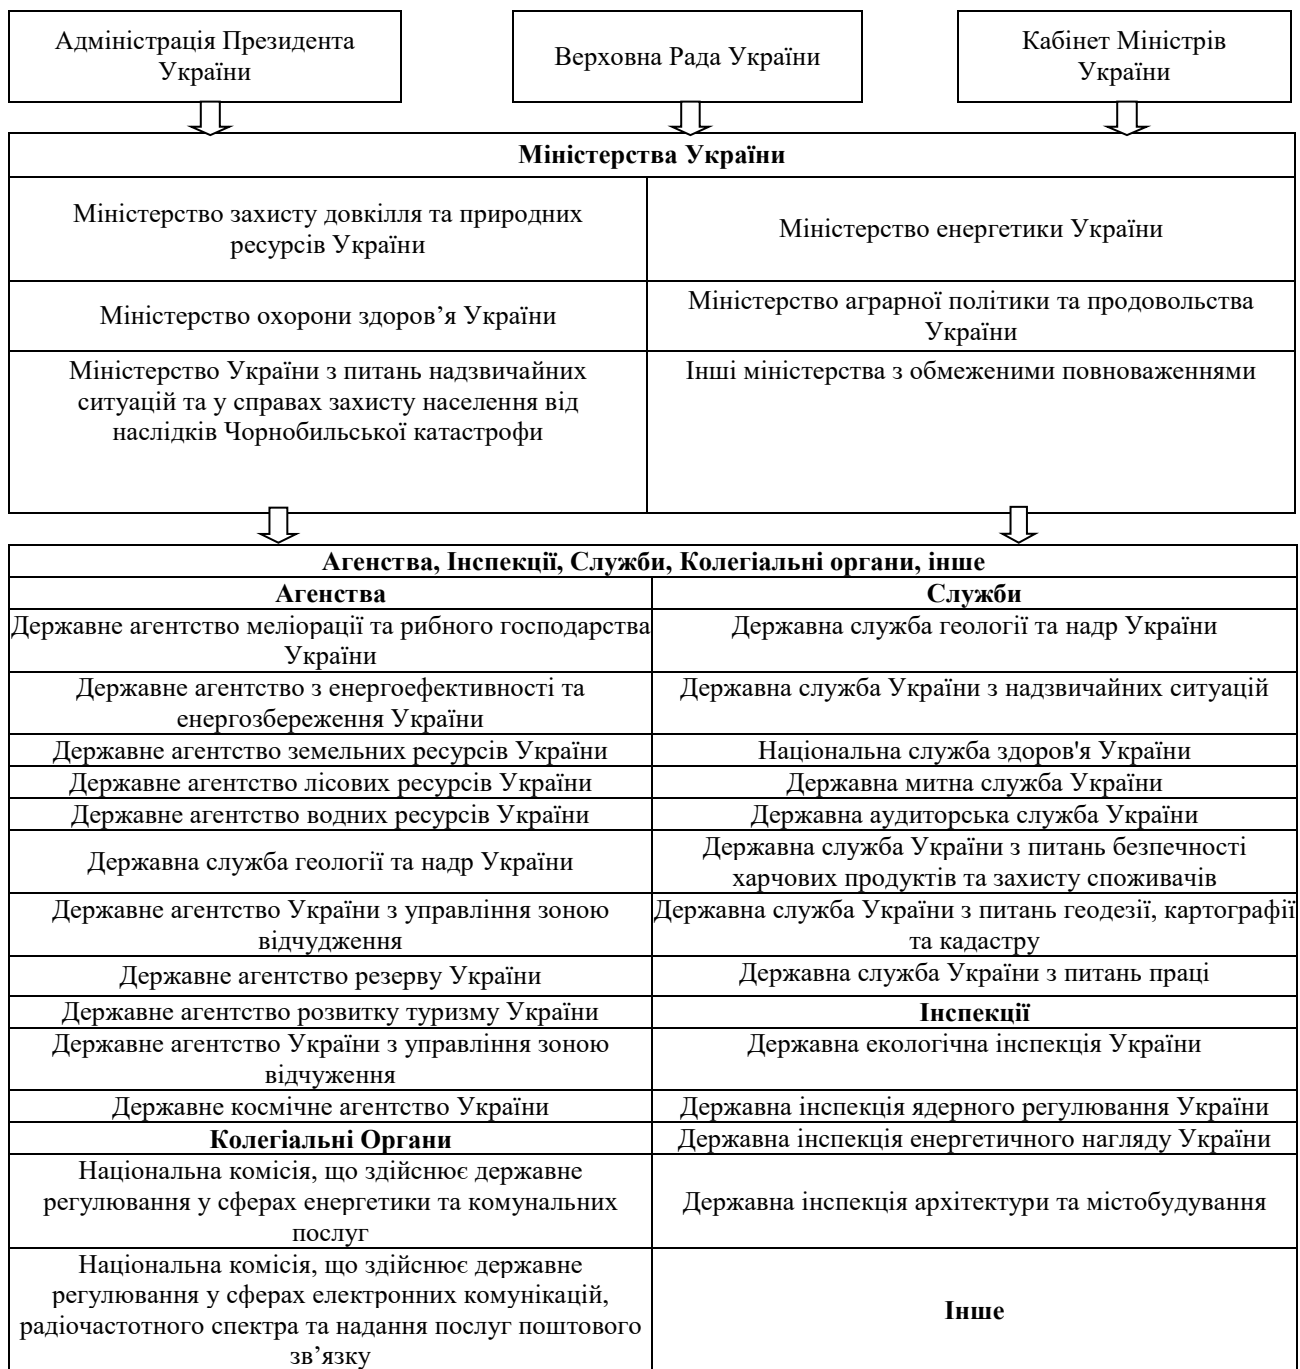 Адміністрація Президента
України
Верховна Рада України
Кабінет Міністрів
України
Міністерства України
Міністерство захисту довкілля та природних
ресурсів України
Міністерство енергетики України
Міністерство охорони здоров’я України
Міністерство аграрної політики та продовольства
України
Міністерство України з питань надзвичайних
ситуацій та у справах захисту населення від
наслідків Чорнобильської катастрофи
Інші міністерства з обмеженими повноваженнями
Агенства, Інспекції, Служби, Колегіальні органи, інше
Агенства
Служби
Державне агентство меліорації та рибного господарства
України
Державна служба геології та надр України
Державне агентство з енергоефективності та
енергозбереження України
Державна служба України з надзвичайних ситуацій
Державне агентство земельних ресурсів України
Національна служба здоров'я України
Державне агентство лісових ресурсів України
Державна митна служба України
Державне агентство водних ресурсів України
Державна аудиторська служба України
Державна служба геології та надр України
Державна служба України з питань безпечності
харчових продуктів та захисту споживачів
Державне агентство України з управління зоною
відчудження
Державна служба України з питань геодезії, картографії
та кадастру
Державне агентство резерву України
Державна служба України з питань праці
Державне агентство розвитку туризму України
Інспекції
Державне агентство України з управління зоною
відчуження
Державна екологічна інспекція України
Державне космічне агентство України
Державна інспекція ядерного регулювання України
Колегіальні Органи
Державна інспекція енергетичного нагляду України
Національна комісія, що здійснює державне
регулювання у сферах енергетики та комунальних
послуг
Державна інспекція архітектури та містобудування
Національна комісія, що здійснює державне
регулювання у сферах електронних комунікацій,
радіочастотного спектра та надання послуг поштового
зв’язку
Інше